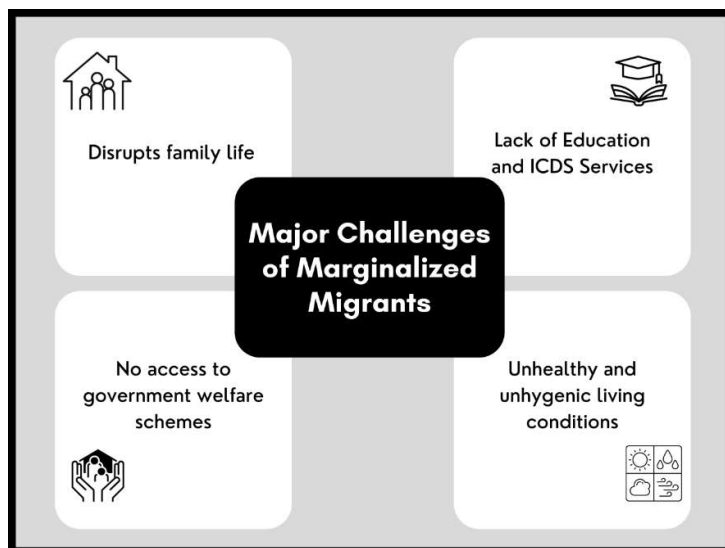 Disrupts family life
Lack of Education
and ICDS Services
Major Challenges
of Marginalized
Migrants
No access to
government welfare
schemes
Unhealthy and
unhygenic living
conditions